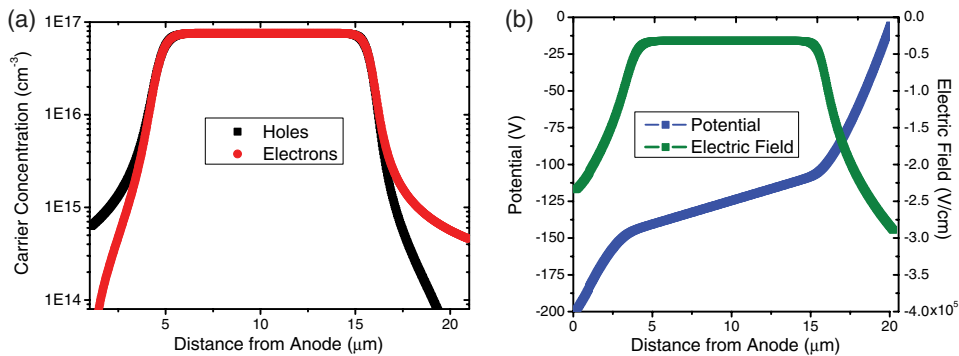 (a)
1E17
1E16
1E15
1E14
Carrier Concentration (cm-3)
Holes
Electrons
5
10
15
20
Distance from Anode (μm)
(b)
0
-25
-50
-75
-100
-125
-150
-175
-200
Potential (V)
Potential
Electric Field
0
5
10
15
20
Distance from Anode (μm)
0.0
-0.5
-1.0
-1.5
-2.0
-2.5
-3.0
-3.5
-4.0x10⁵
Electric Field (V/cm)